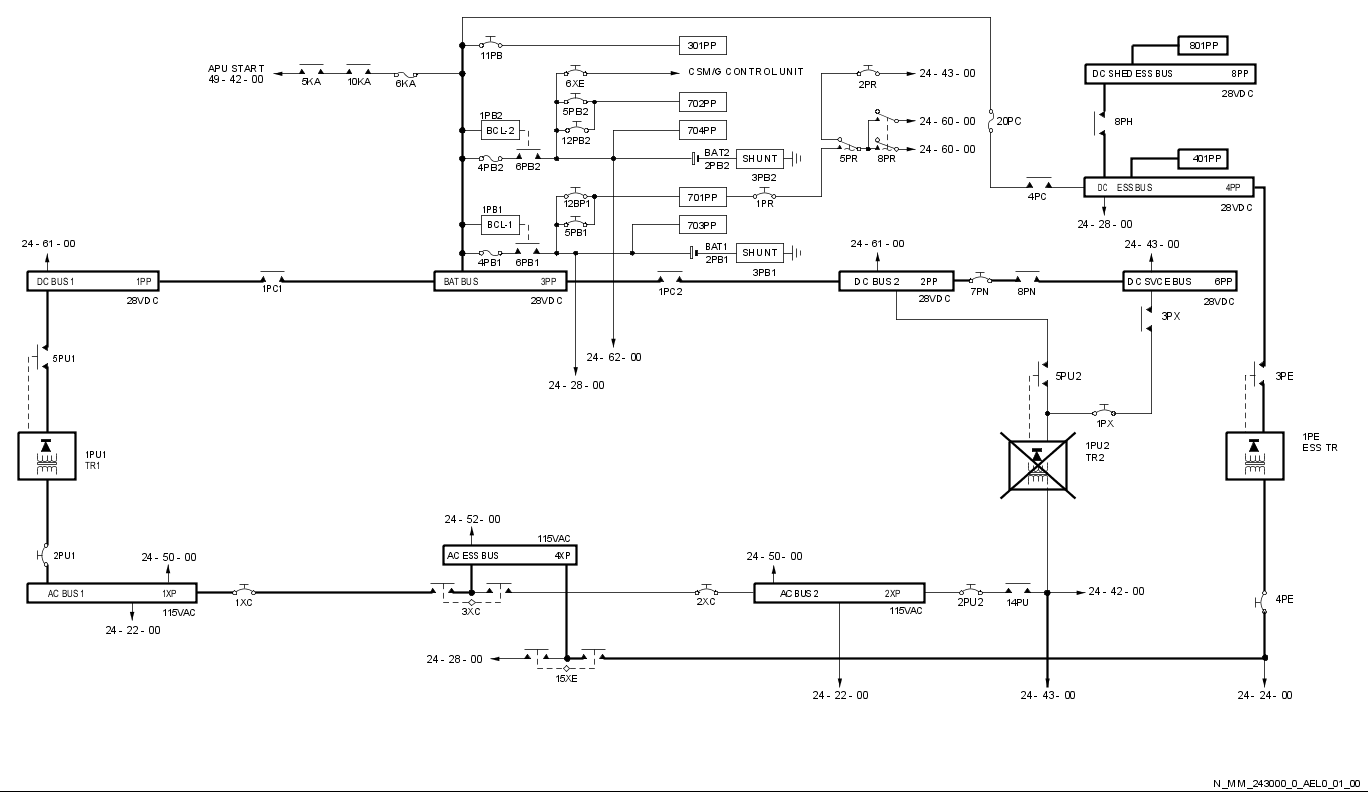 301PP
11PB
801PP
APU START
49-42-00
5KA
10KA
6KA
CSM/G CONTROL UNIT
6XE
24-43-00
2PR
DC SHED ESS BUS 8PP
28VDC
702PP
5PB2
1PB2
BCL-2
704PP
12PB2
24-60-00
20PC
8PH
24-60-00
5PR
8PR
BAT2
2PB2
SHUNT
3PB2
4PB2
6PB2
401PP
DC ESS BUS 4PP
28VDC
4PC
701PP
12BP1
1PR
1PB1
BCL-1
703PP
5PB1
24-28-00
24-61-00
BAT1
2PB1
SHUNT
3PB1
4PB1
6PB1
24-61-00
24-43-00
DC BUS 1 1PP
28VDC
1PC1
BAT BUS 3PP
28VDC
1PC2
DC BUS 2 2PP
28VDC
7PN
8PN
DC SVCE BUS 6PP
28VDC
3PX
5PU1
24-62-00
24-28-00
5PU2
3PE
1PX
1PU1
TR1
1PU2
TR2
1PE
ESS TR
24-52-00
115VAC
2PU1
24-50-00
AC ESS BUS 4XP
24-50-00
AC BUS 1 1XP
115VAC
1XC
3XC
2XC
AC BUS 2 2XP
115VAC
2PU2
14PU
24-42-00
4PE
24-22-00
24-28-00
15XE
24-22-00
24-43-00
24-24-00
N_MM_243000_0_AEL0_01_00